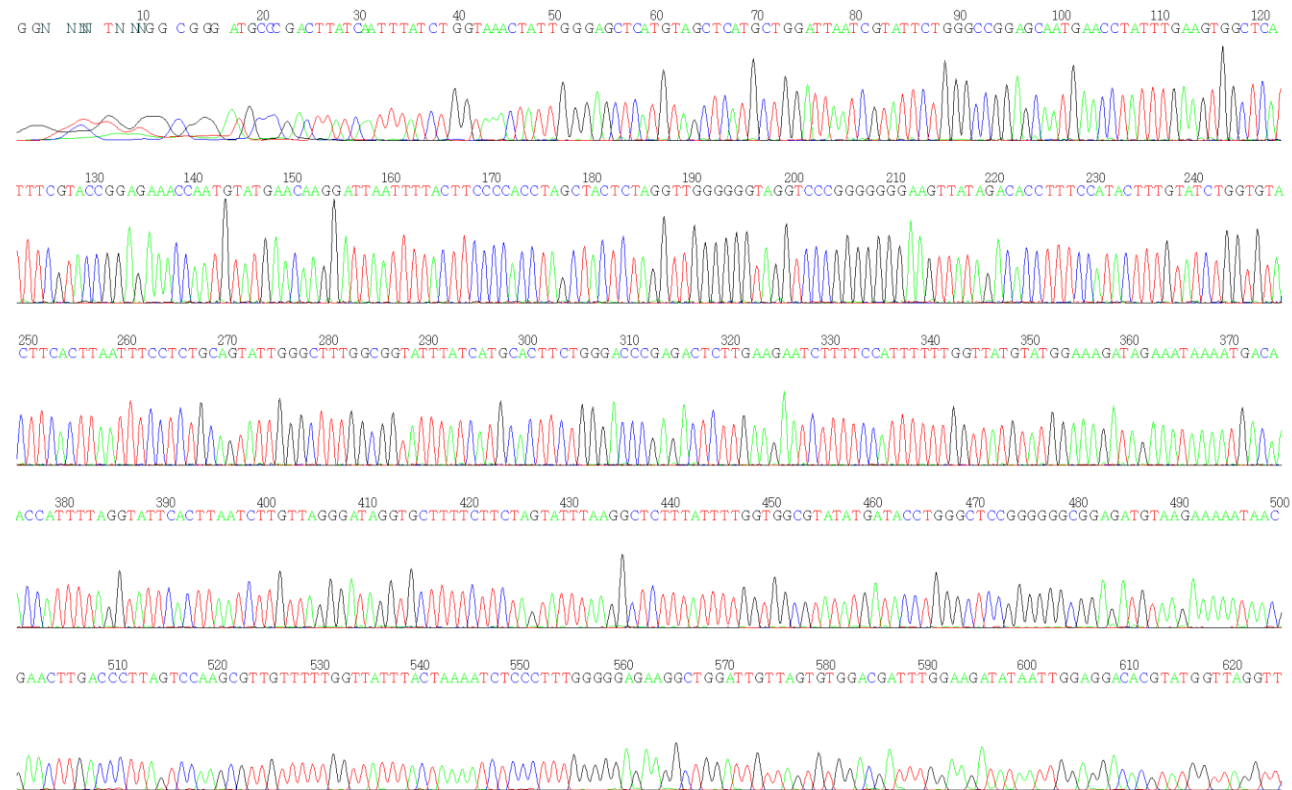 10 20 30 40 50 60 70 80 90 100 110 120
GGN NNN TNNNGG CGGG ATGCCCGACTTATCAATTTATCTGGTAAACTATTGGGAGCTCATGTAGCTCATGCTGGATTAATCGTATTCTGGGCCGGAGCAATGAACCTATTTGAAGTGGCTCA
130 140 150 160 170 180 190 200 210 220 230 240
TTTCGTACCGGAGAAACCAATGTATGAACAAGGATTAATTTTACTTCCCCACCTAGCTACTCTAGGTTGGGGGGTAGGTCCCGGGGGGGAAGTTATAGACACCTTTCCATACTTTGTATCTGGTGTA
250 260 270 280 290 300 310 320 330 340 350 360 370
CTTCACTTAATTTCCTCTGCAGTATTGGGCTTTGGCGGTATTTATCATGCACTTCTGGGACCCGAGACTCTTGAAGAATCTTTTCCATTTTTTGGTTATGTATGGAAAGATAGAAATAAAATGACA
380 390 400 410 420 430 440 450 460 470 480 490 500
ACCATTTTAGGTATTCACTTAATCTTGTTAGGGATAGGTGCTTTTCTTCTAGTATTTAAGGCTCTTTATTTTGGTGGCGTATATGATACCTGGGCTCCGGGGGGCGGAGATGTAAGAAAAATAAC
510 520 530 540 550 560 570 580 590 600 610 620
GAACTTGACCCTTAGTCCAAGCGTTGTTTTTGGTTATTTACTAAAATCTCCCTTTGGGGGAGAAGGCTGGATTGTTAGTGTGGACGATTTGGAAGATATAATTGGAGGACACGTATGGTTAGGTT